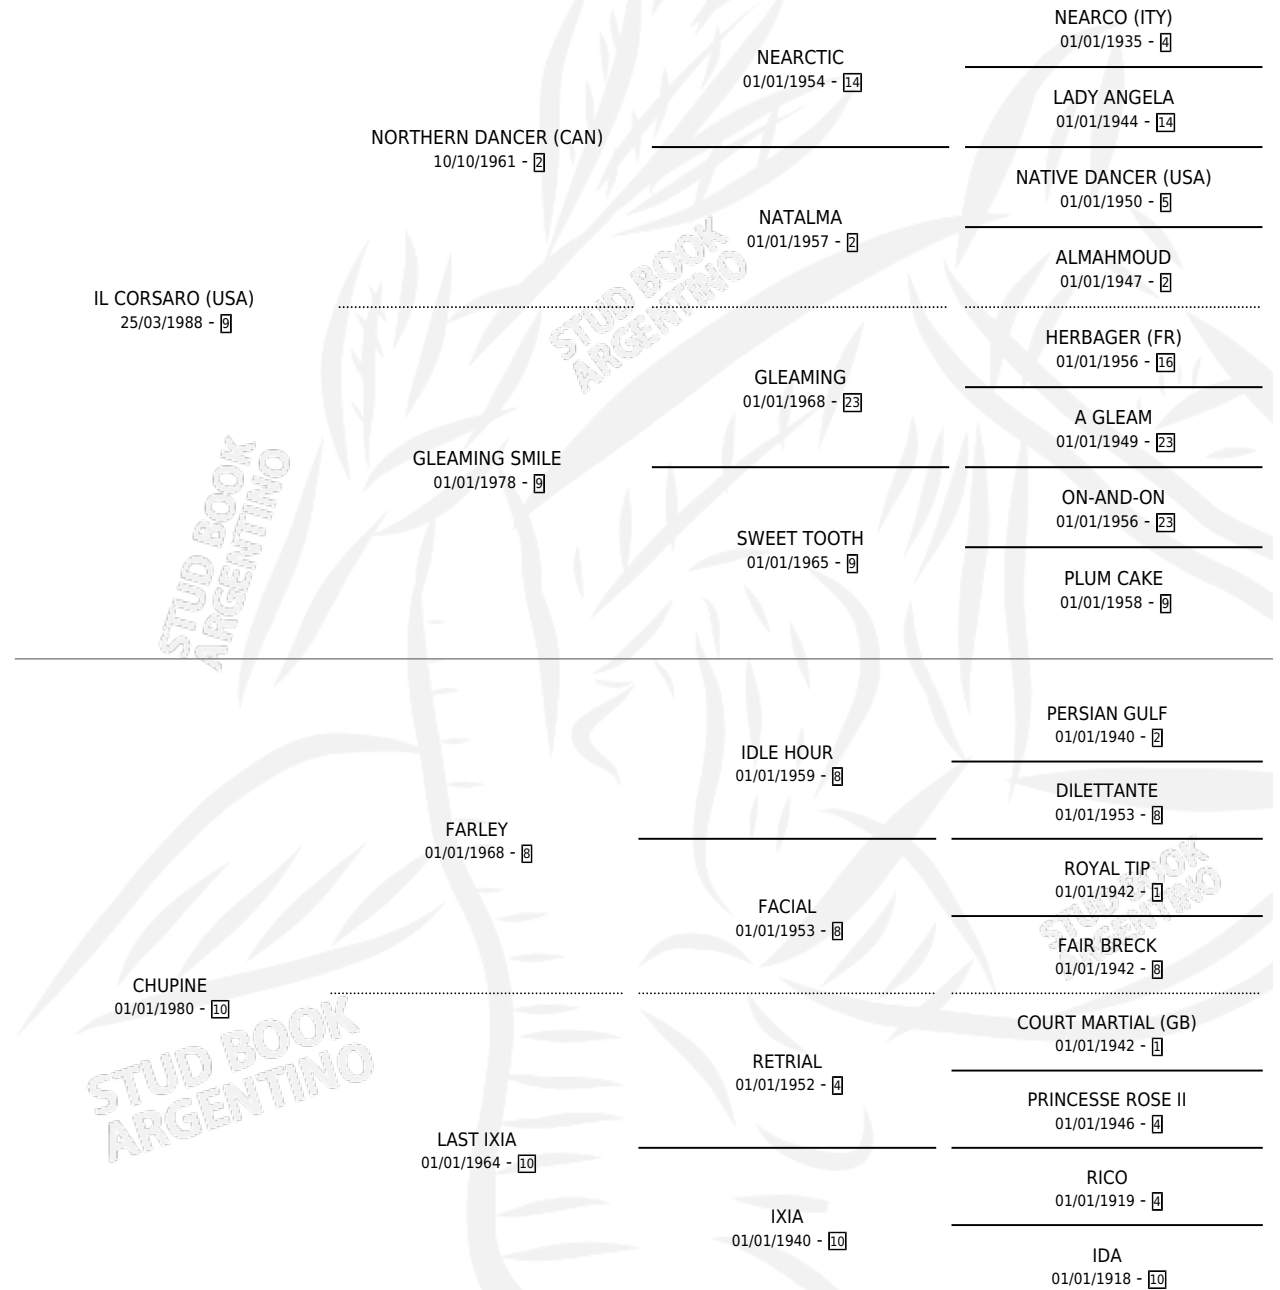 NEARCO (ITY)
01/01/1935 - 4
NEARCTIC
01/01/1954 - 14
LADY ANGELA
01/01/1944 - 14
NORTHERN DANCER (CAN)
10/10/1961 - 2
NATIVE DANCER (USA)
01/01/1950 - 5
NATALMA
01/01/1957 - 2
ALMAHMOUD
01/01/1947 - 2
IL CORSARO (USA)
25/03/1988 - 9
HERBAGER (FR)
01/01/1956 - 16
GLEAMING
01/01/1968 - 23
A GLEAM
01/01/1949 - 23
GLEAMING SMILE
01/01/1978 - 9
ON-AND-ON
01/01/1956 - 23
SWEET TOOTH
01/01/1965 - 9
PLUM CAKE
01/01/1958 - 9
STUD BOOK
ARGENTINO
STUD BOOK
ARGENTINO
PERSIAN GULF
01/01/1940 - 2
IDLE HOUR
01/01/1959 - 8
DILETTANTE
01/01/1953 - 8
FARLEY
01/01/1968 - 8
ROYAL TIP
01/01/1942 - 1
FACIAL
01/01/1953 - 8
FAIR BRECK
01/01/1942 - 8
STUD BOOK
ARGENTINO
CHUPINE
01/01/1980 - 10
COURT MARTIAL (GB)
01/01/1942 - 1
RETRIAL
01/01/1952 - 4
PRINCESSE ROSE II
01/01/1946 - 4
STUD BOOK
ARGENTINO
LAST IXIA
01/01/1964 - 10
RICO
01/01/1919 - 4
IXIA
01/01/1940 - 10
IDA
01/01/1918 - 10